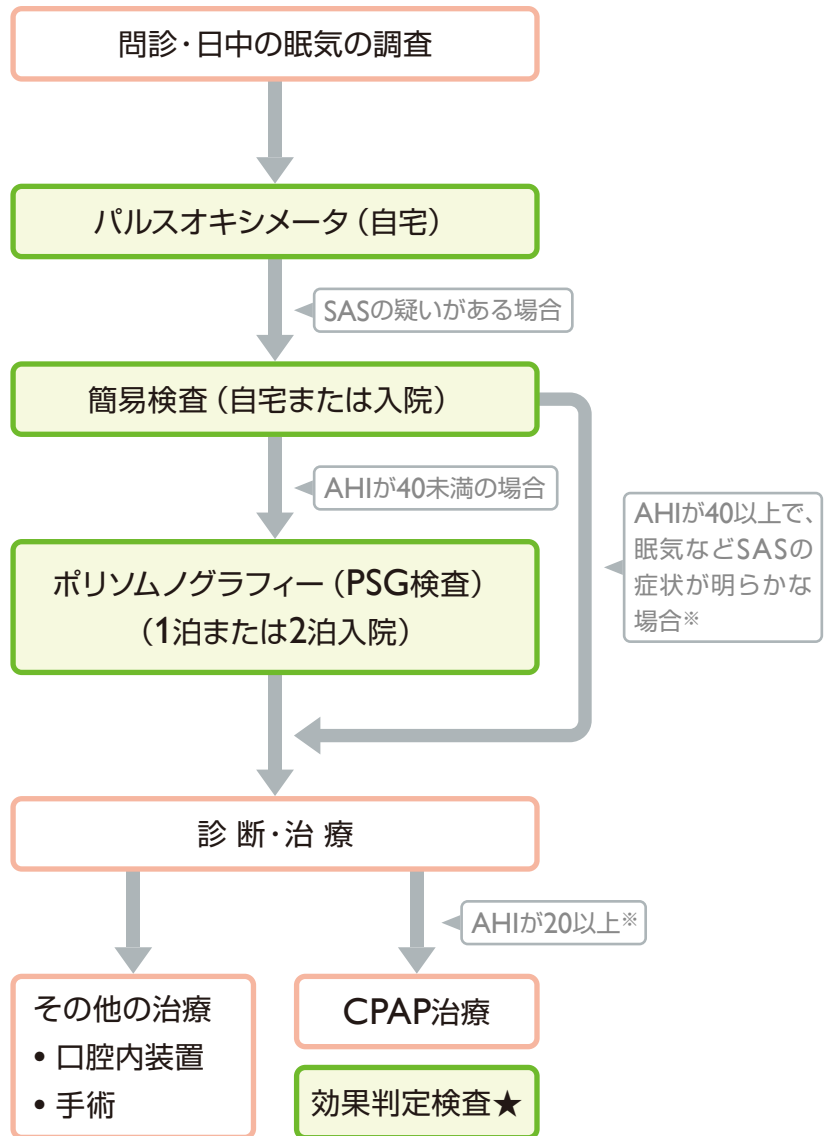 問診・日中の眠気の調査
パルスオキシメータ（自宅）
SASの疑いがある場合
簡易検査（自宅または入院）
AHIが40未満の場合
AHIが40以上で、
眠気などSASの
症状が明らかな
場合※
ポリソムノグラフィー（PSG検査）
（1泊または2泊入院）
診 断・治 療
AHIが20以上※
その他の治療
• 口腔内装置
• 手術
CPAP治療
効果判定検査★